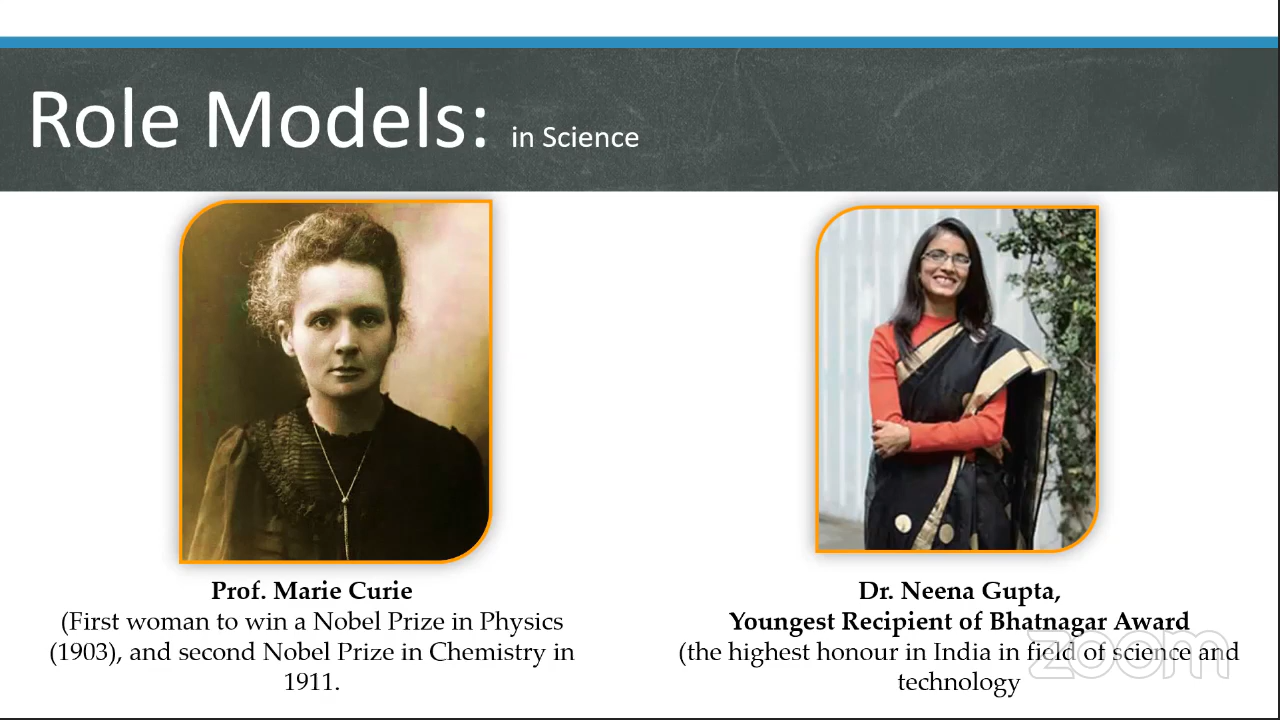 Role Models: in Science
Prof. Marie Curie
(First woman to win a Nobel Prize in Physics
(1903), and second Nobel Prize in Chemistry in
1911.
Dr. Neena Gupta,
Youngest Recipient of Bhatnagar Award
(the highest honour in India in field of science and
technology
zoom